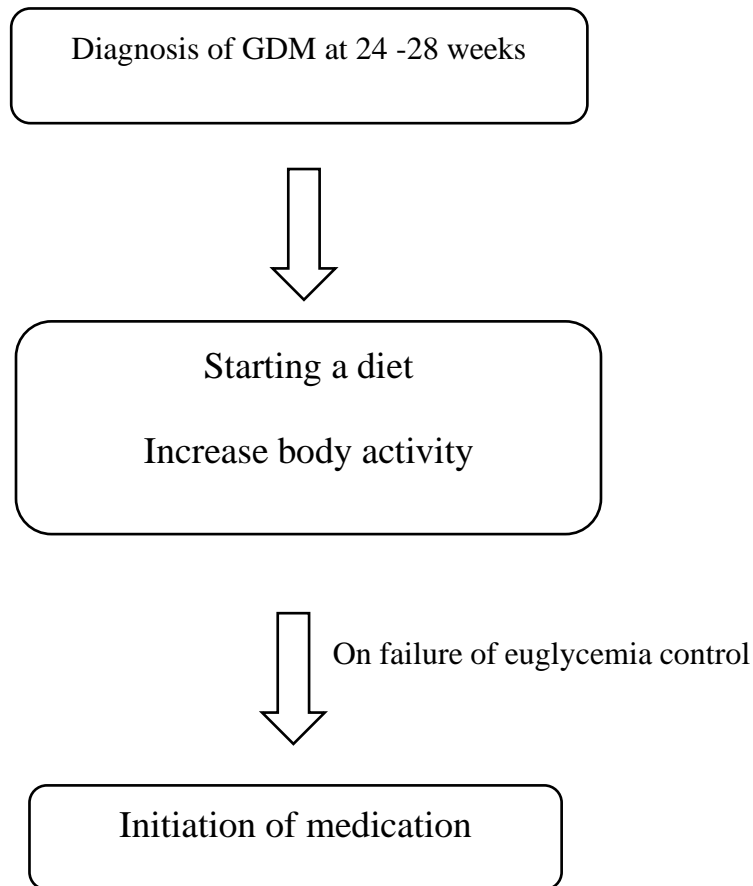 Diagnosis of GDM at 24 -28 weeks
Starting a diet
Increase body activity
On failure of euglycemia control
Initiation of medication